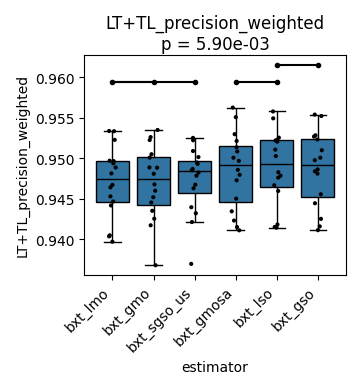 LT+TL_precision_weighted
p = 5.90e-03
LT+TL_precision_weighted
0.960
0.955
0.950
0.945
0.940
bxt_lmo
bxt_gmo
bxt_sgso_us
bxt_gmosa
bxt_lso
bxt_gso
estimator